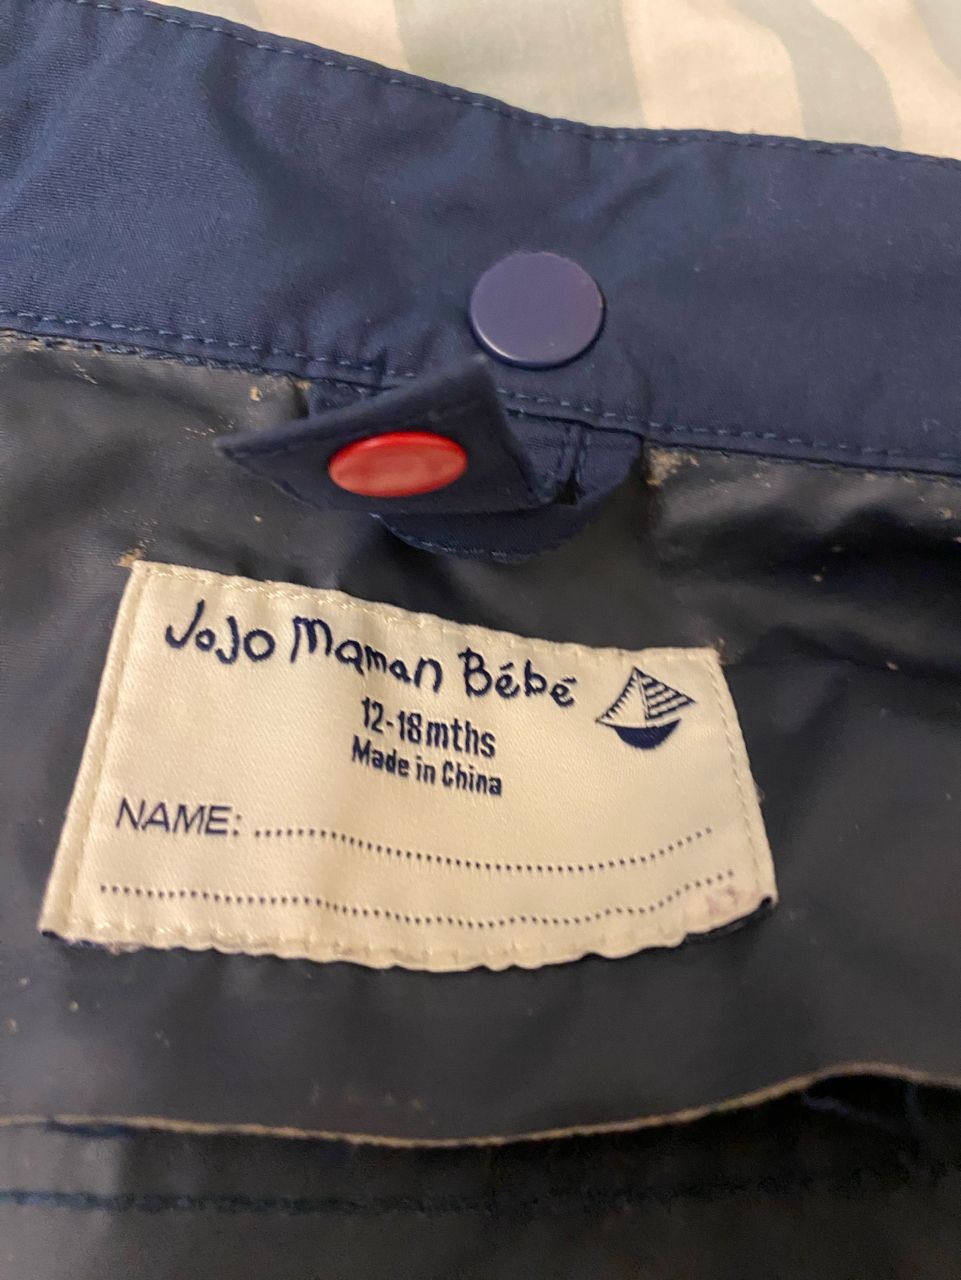 JoJo Maman Bébé
12-18mths
Made in China
NAME: